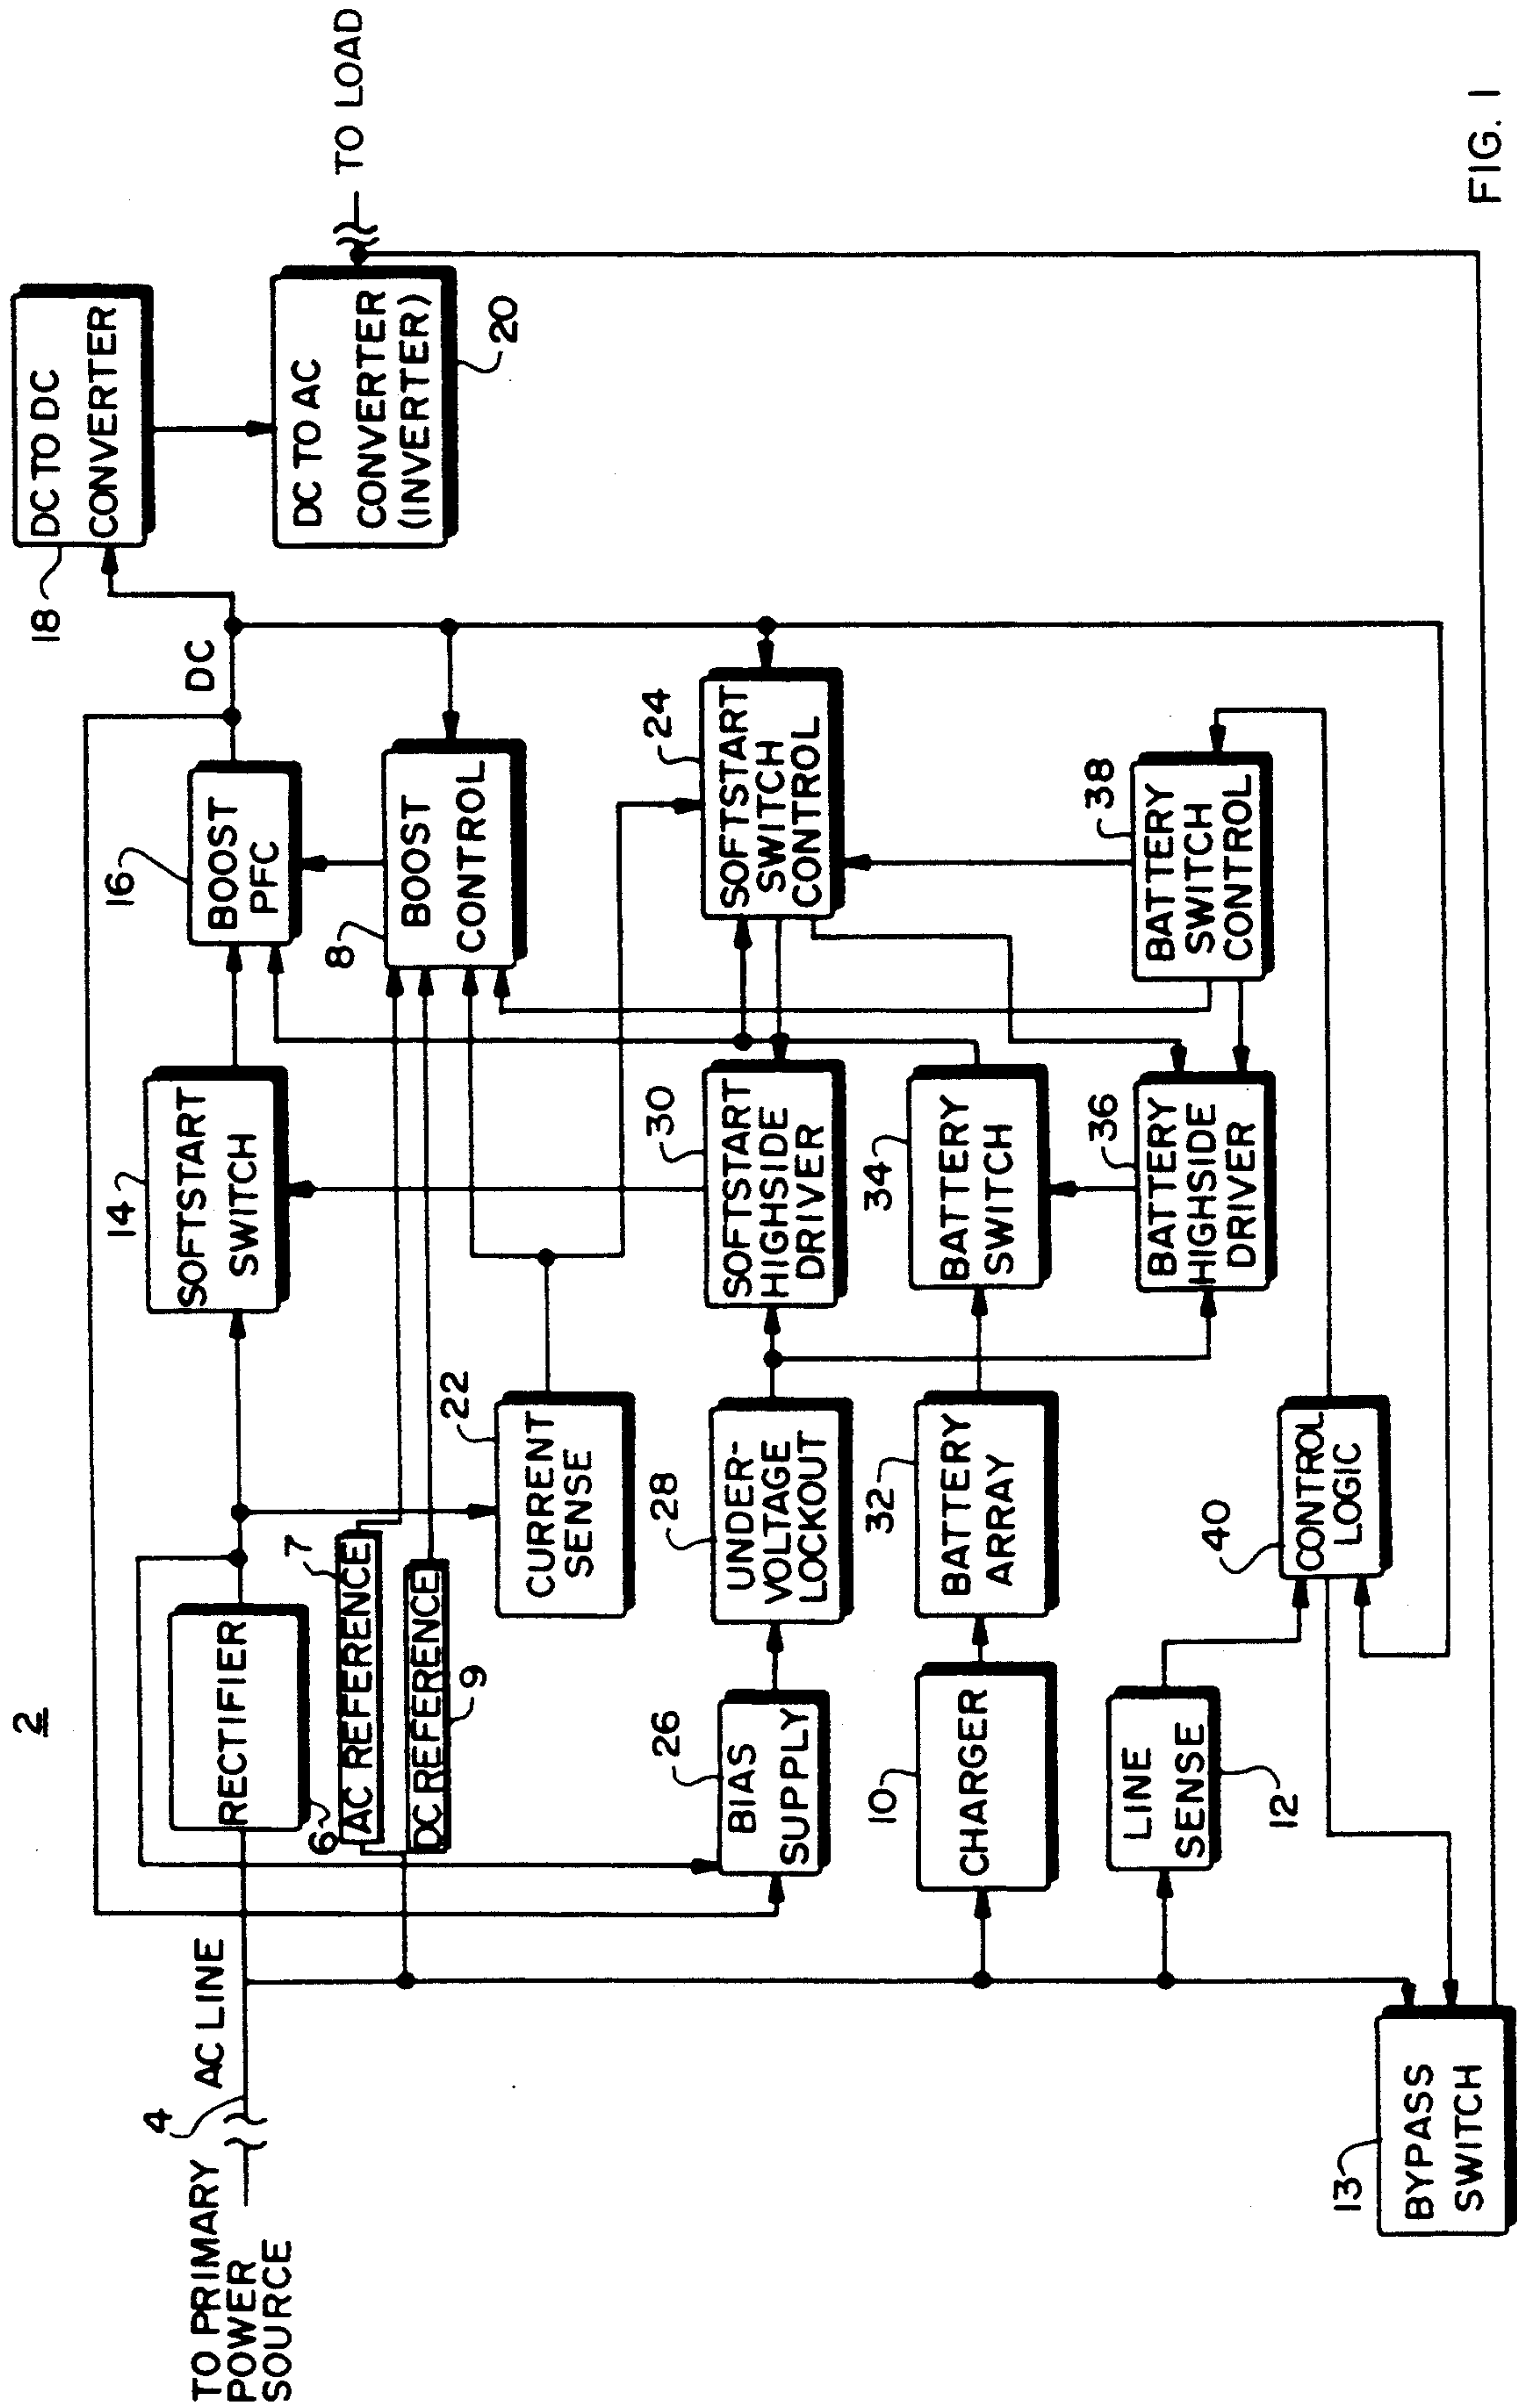 2
TO PRIMARY
POWER
SOURCE
4
AC LINE
RECTIFIER
6
AC REFERENCE
7
DC REFERENCE
9
14
SOFTSTART
SWITCH
16
BOOST
PFC
DC
18
DC TO DC
CONVERTER
DC TO AC
CONVERTER
(INVERTER)
20
TO LOAD
8
BOOST
CONTROL
22
CURRENT
SENSE
24
SOFTSTART
SWITCH
CONTROL
26
BIAS
SUPPLY
28
UNDER-
VOLTAGE
LOCKOUT
30
SOFTSTART
HIGHSIDE
DRIVER
10
CHARGER
32
BATTERY
ARRAY
34
BATTERY
SWITCH
36
BATTERY
HIGHSIDE
DRIVER
38
BATTERY
SWITCH
CONTROL
LINE
SENSE
12
40
CONTROL
LOGIC
13
BYPASS
SWITCH
FIG. 1